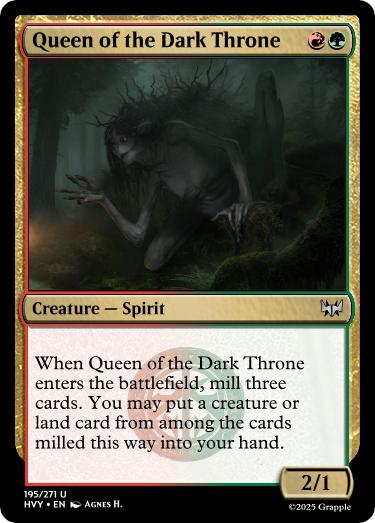 Queen of the Dark Throne
Creature — Spirit
When Queen of the Dark Throne
enters the battlefield, mill three
cards. You may put a creature or
land card from among the cards
milled this way into your hand.
2/1
195/271 U
HVY • EN AGNES H.
©2025 Grapple